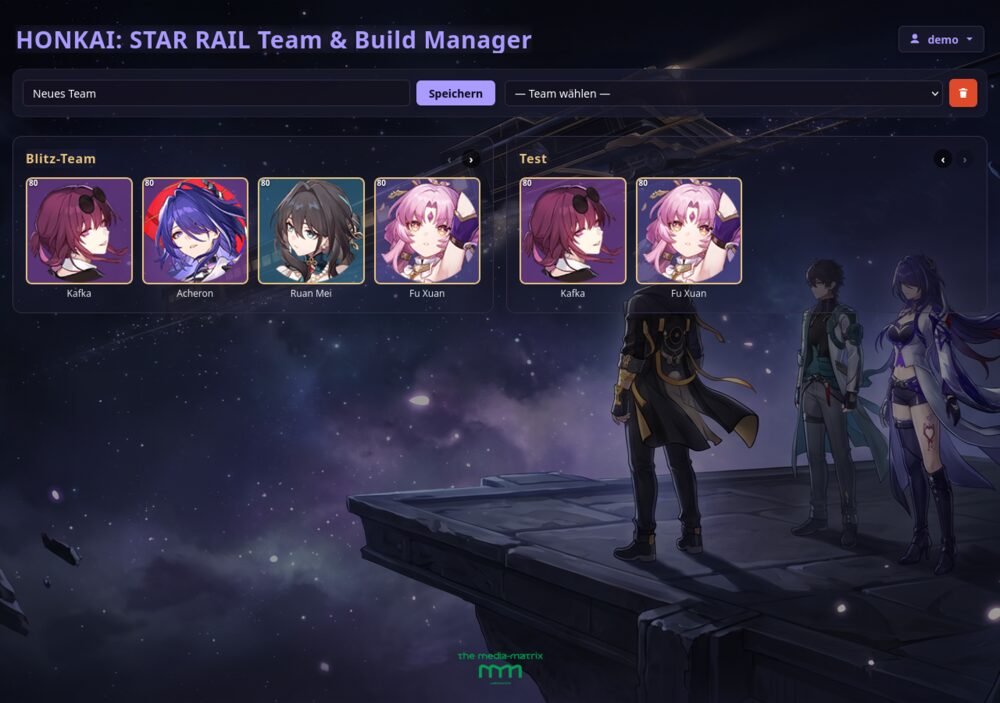 HONKAI: STAR RAIL Team & Build Manager
demo
Neues Team
Speichern
— Team wählen —
Blitz-Team
80
80
80
80
Kafka
Acheron
Ruan Mei
Fu Xuan
Test
80
80
Kafka
Fu Xuan
the media-matrix
mm